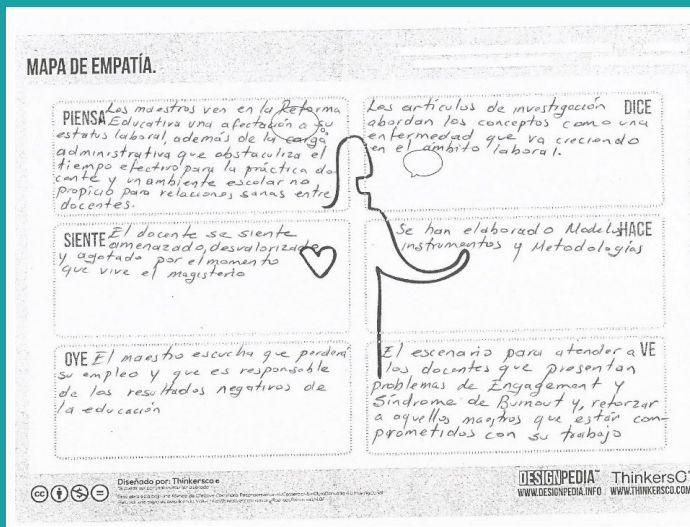 MAPA DE EMPATÍA.
PIENSA Los maestros ven en la Reforma
Educativa una afectación a su
estatus laboral, además de la carga
administrativa que obstaculiza el
tiempo efectivo para la práctica do
cente y un ambiente escolar no
propicio para relaciones sanas entre
docentes.
Los artículos de investigación DICE
abordan los conceptos como una
enfermedad que va creciendo
en el ámbito laboral.
SIENTE El docente se siente
amenazado, desvalorizado
y agotado por el momento
que vive el magisterio
Se han elaborado Modelos HACE
instrumentos y Metodologías
OYE El maestro escucha que perderá
su empleo y que es responsable
de los resultados negativos de
la educación
El escenario para atender a VE
los docentes que presentan
problemas de Engagement y
Síndrome de Burnout y, reforzar
a aquellos maestros que están com-
prometidos con su trabajo
Diseñado por: Thinkersco e
DESIGNPEDIA
WWW.DESIGNPEDIA.INFO
ThinkersC
WWW.THINKERSCO.COM